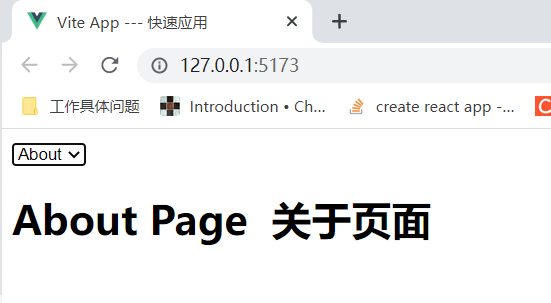 Vite App --- 快速应用
127.0.0.1:5173
工作具体问题 Introduction • Ch... create react app -...
About
About Page 关于页面